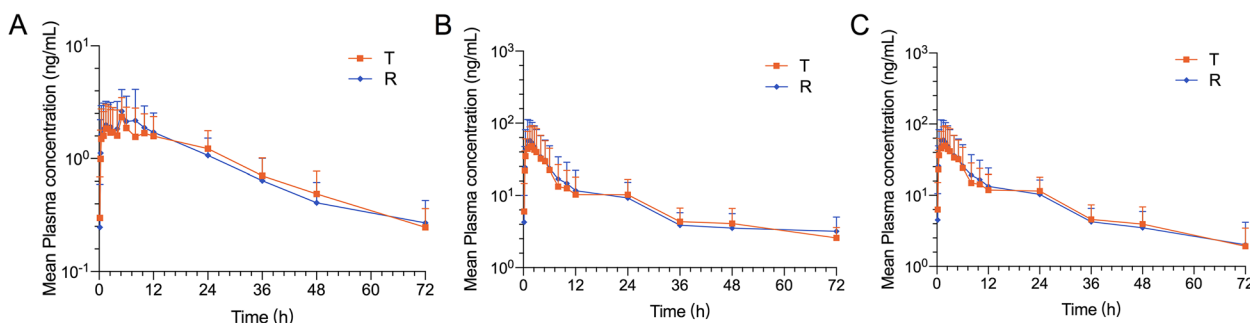 A
Mean Plasma concentration (ng/mL)
10¹
10⁰
10⁻¹
0 12 24 36 48 60 72
Time (h)
T
R
B
Mean Plasma concentration (ng/mL)
10³
10²
10¹
10⁰
0 12 24 36 48 60 72
Time (h)
T
R
C
Mean Plasma concentration (ng/mL)
10³
10²
10¹
10⁰
0 12 24 36 48 60 72
Time (h)
T
R